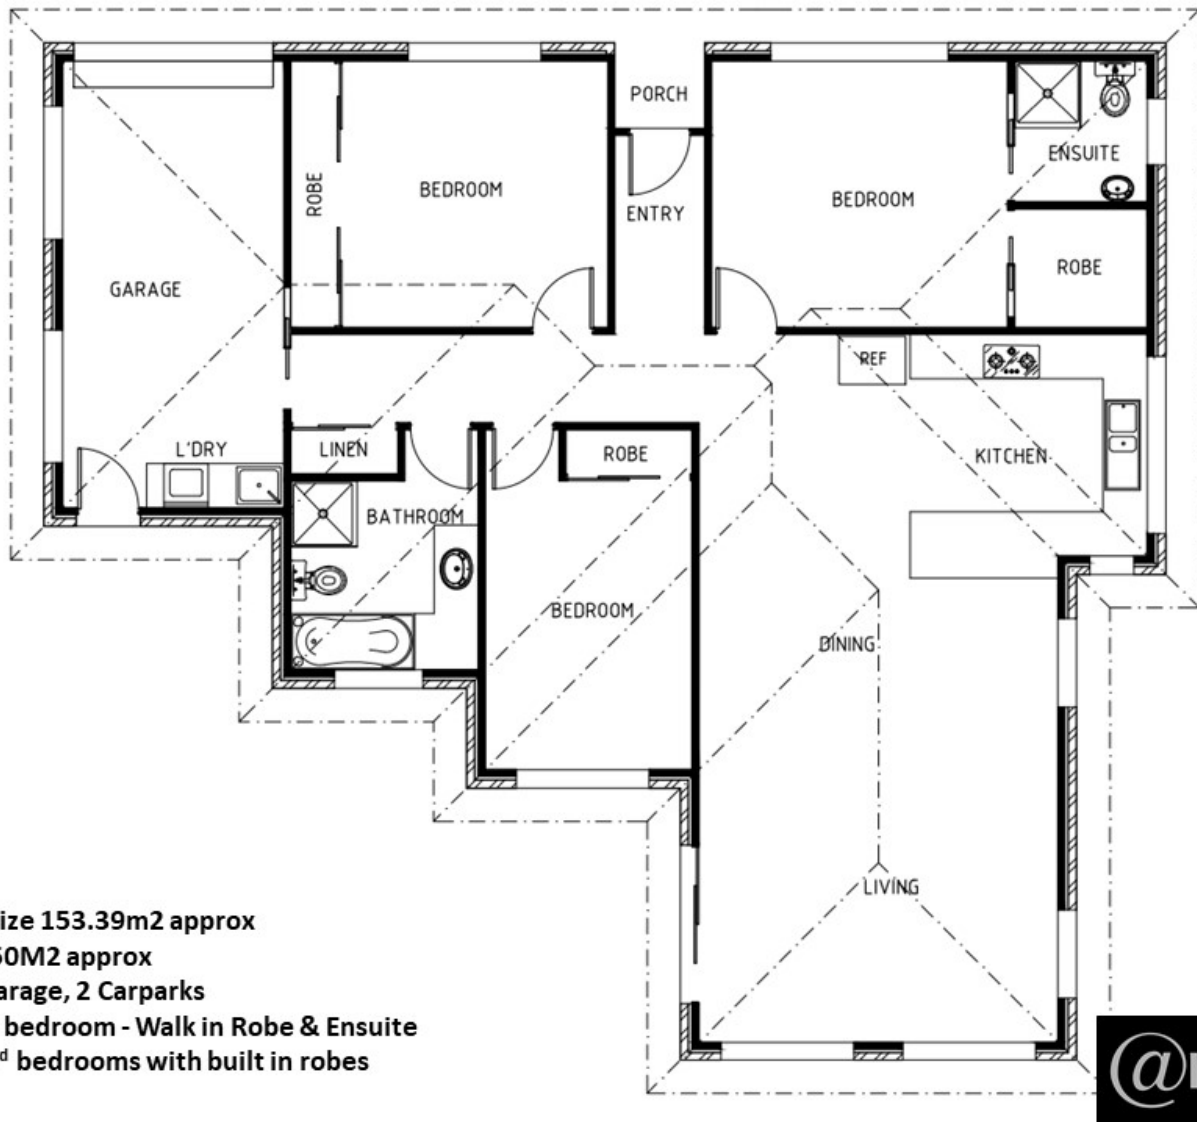 PORCH
ENSUITE
ROBE
BEDROOM
BEDROOM
ENTRY
ROBE
GARAGE
REF
L'DRY
LINEN
ROBE
KITCHEN
BATHROOM
BEDROOM
DINING
LIVING
ize 153.39m2 approx
50M2 approx
arage, 2 Carparks
bedroom - Walk in Robe & Ensuite
d bedrooms with built in robes
@